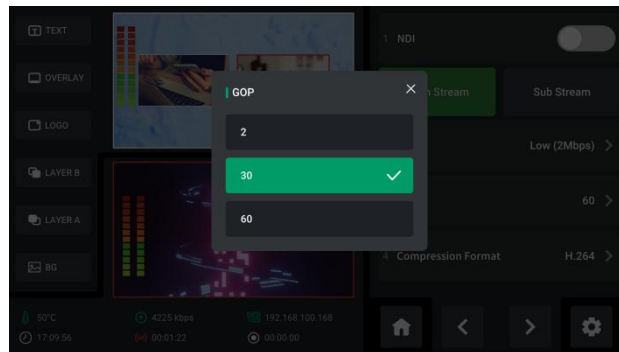 TEXT
OVERLAY
LOGO
LAYER B
LAYER A
BG
GOP
2
30
60
1 NDI
Stream
Sub Stream
Low (2Mbps)
60
4 Compression Format H.264
50°C
4225 kbps
192.168.100.168
17:09:56
00:01:22
00:00:00